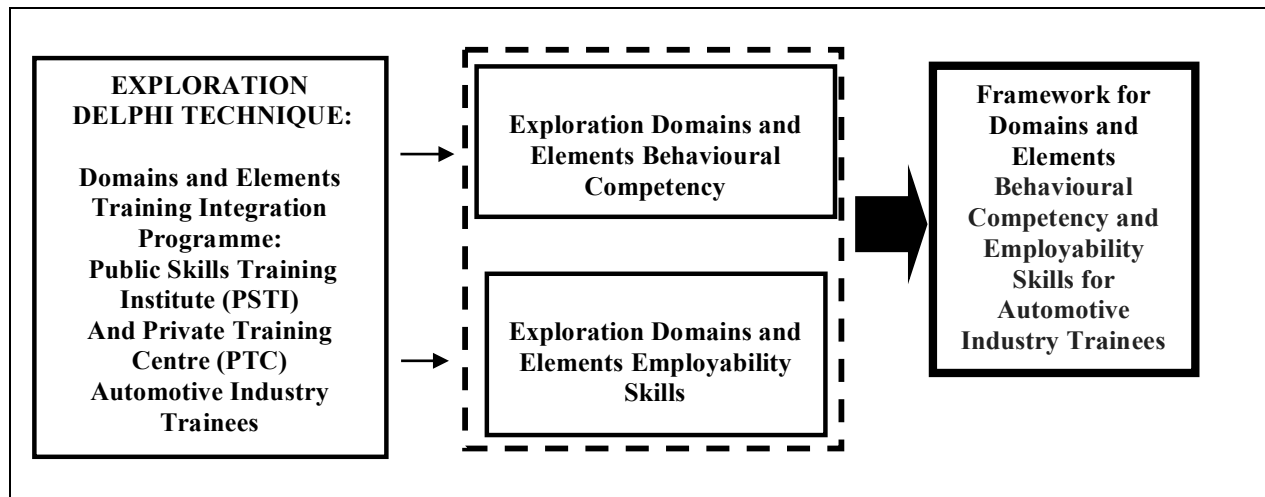 EXPLORATION
DELPHI TECHNIQUE:
Domains and Elements
Training Integration
Programme:
Public Skills Training
Institute (PSTI)
And Private Training
Centre (PTC)
Automotive Industry
Trainees
Exploration Domains and
Elements Behavioural
Competency
Exploration Domains and
Elements Employability
Skills
Framework for
Domains and
Elements
Behavioural
Competency and
Employability
Skills for
Automotive
Industry Trainees